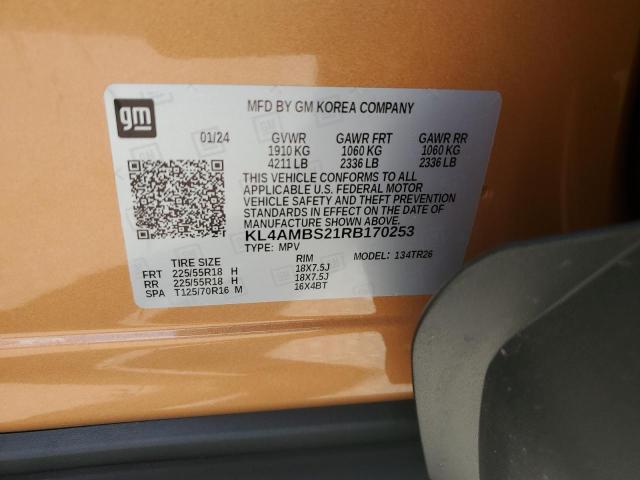 gm
MFD BY GM KOREA COMPANY
01/24 GVWR GAWR FRT GAWR RR
1910 KG 1060 KG 1060 KG
4211 LB 2336 LB 2336 LB
THIS VEHICLE CONFORMS TO ALL
APPLICABLE U.S. FEDERAL MOTOR
VEHICLE SAFETY AND THEFT PREVENTION
STANDARDS IN EFFECT ON THE DATE OF
MANUFACTURE SHOWN ABOVE.
KL4AMBS21RB170253
TYPE: MPV MODEL: 134TR26
TIRE SIZE RIM
FRT 225/55R18 H 18X7.5J
RR 225/55R18 H 18X7.5J
SPA T125/70R16 M 16X4BT